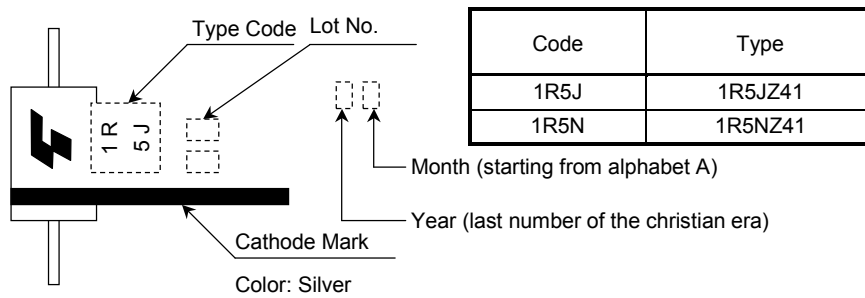 Type Code
Lot No.
1R
5J
Month (starting from alphabet A)
Year (last number of the christian era)
Cathode Mark
Color: Silver
Code Type
1R5J 1R5JZ41
1R5N 1R5NZ41